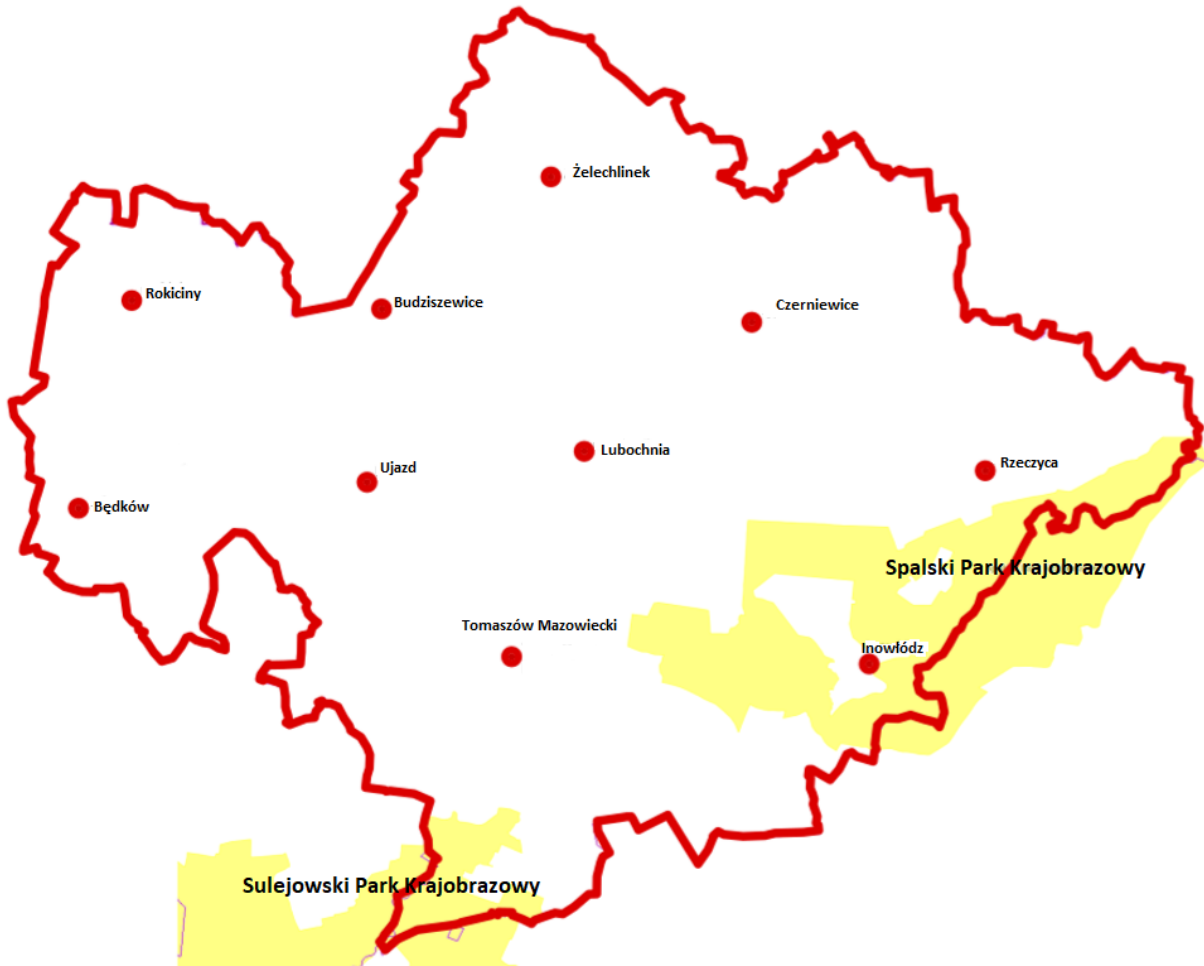 Żelechlinek
Rokiciny
Budziszewice
Czerniewice
Lubochnia
Ujazd
Rzeczyca
Będków
Spalski Park Krajobrazowy
Tomaszów Mazowiecki
Inowłódz
Sulejowski Park Krajobrazowy